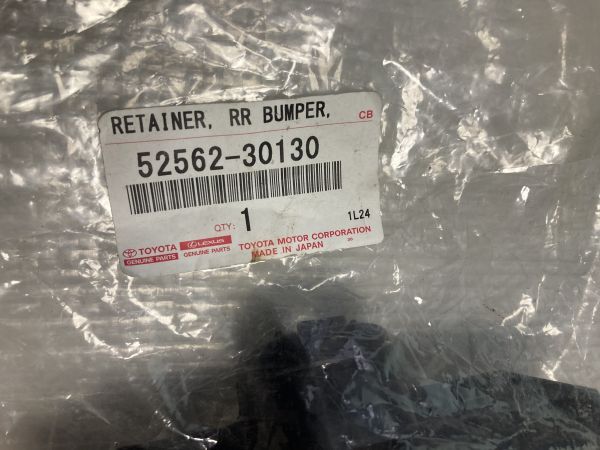 RETAINER, RR BUMPER,
CB
52562-30130
QTY: 1
1L24
TOYOTA
GENUINE PARTS
LEXUS
GENUINE PARTS
TOYOTA MOTOR CORPORATION
MADE IN JAPAN